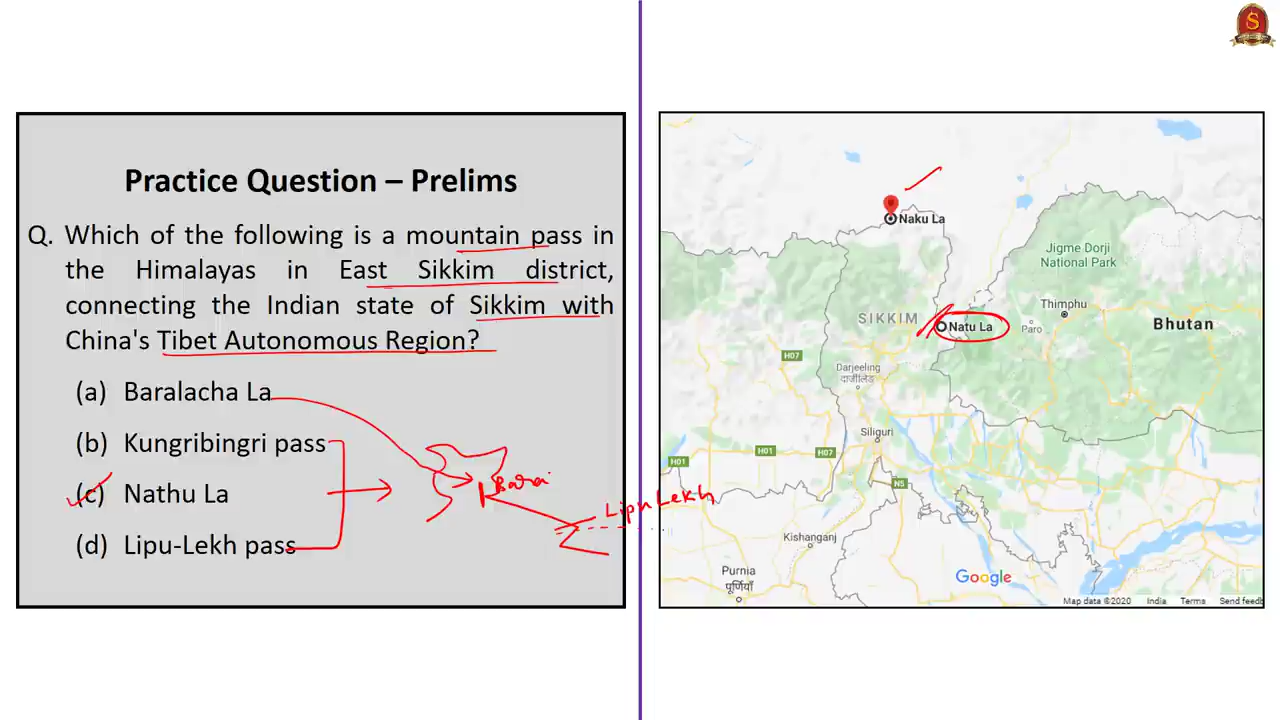 S
Practice Question – Prelims
Q. Which of the following is a mountain pass in
the Himalayas in East Sikkim district,
connecting the Indian state of Sikkim with
China's Tibet Autonomous Region?
(a) Baralacha La
(b) Kungribingri pass
(c) Nathu La
(d) Lipu-Lekh pass
Bara
Lipu Lekh
Naku La
Jigme Dorji
National Park
SIKKIM
Natu La
Paro
Thimphu
Bhutan
H07
Darjeeling
दार्जीलिङ
Siliguri
H01
H01
H07
N5
Kishanganj
Purnia
पूर्णियाँ
Google
Map data ©2020 India Terms Send feedb